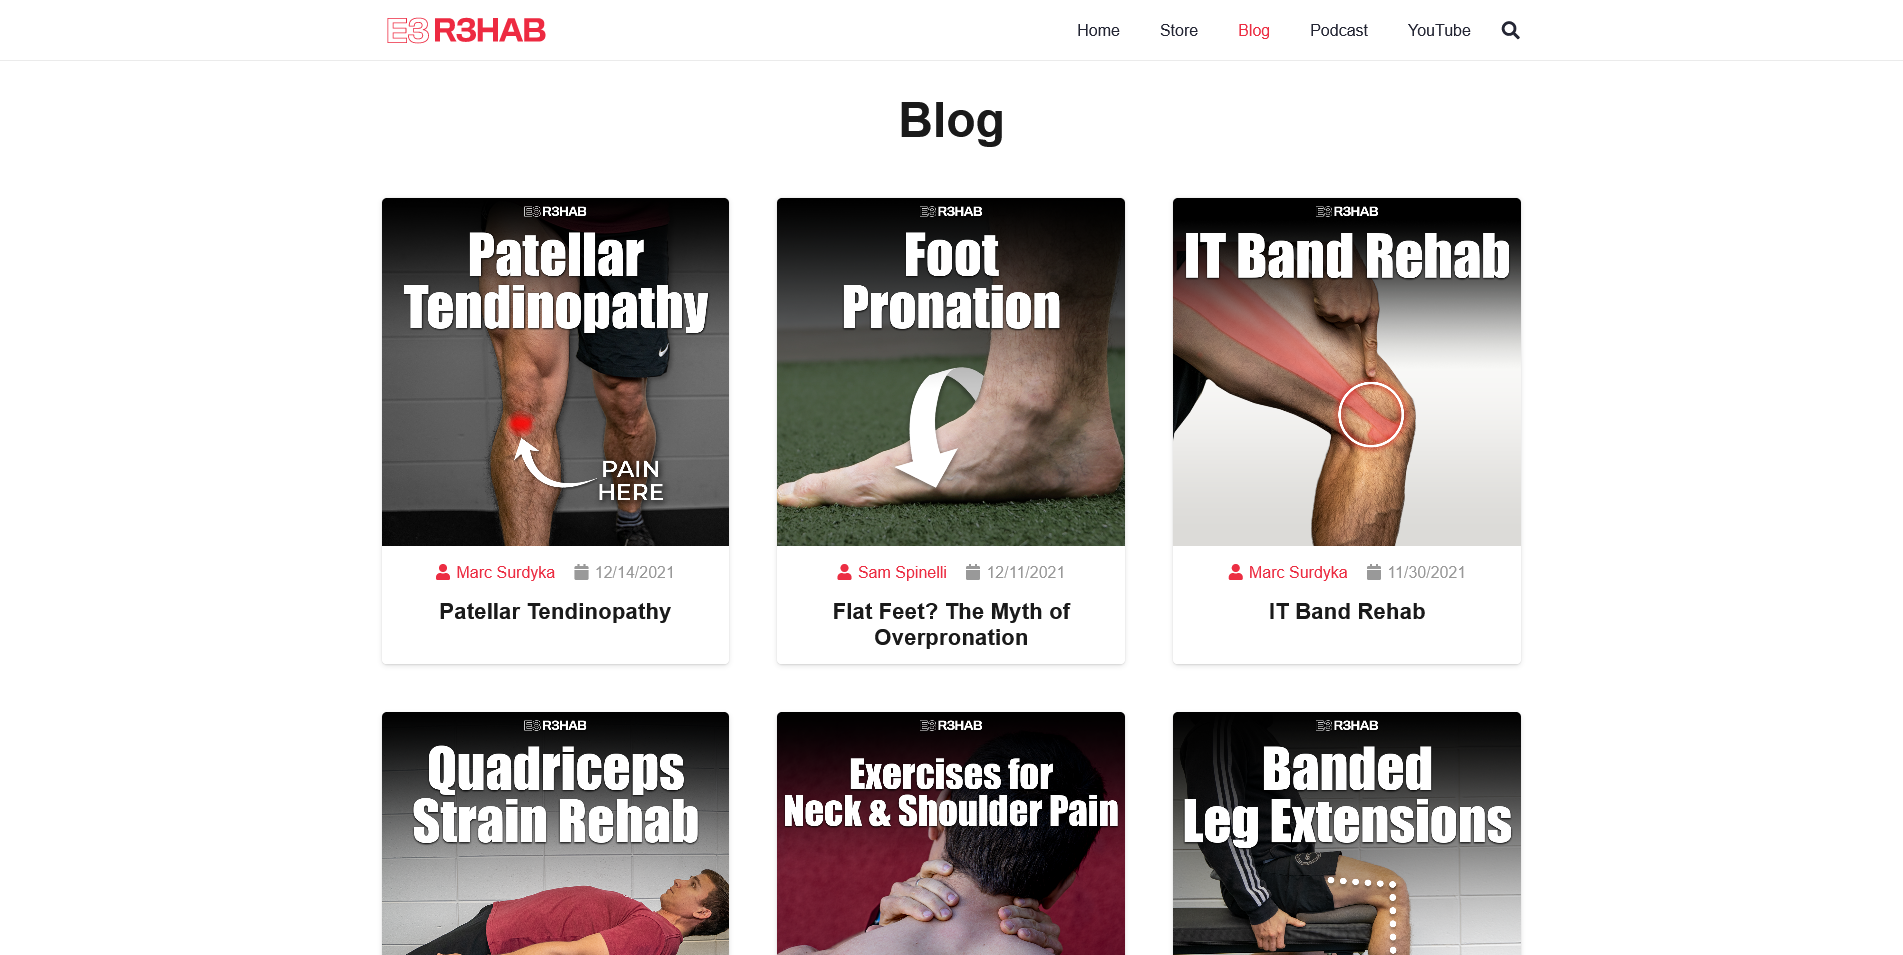 E3 R3HAB
Home
Store
Blog
Podcast
YouTube
Blog
E3 R3HAB
Patellar
Tendinopathy
PAIN
HERE
Marc Surdyka
12/14/2021
Patellar Tendinopathy
E3 R3HAB
Foot
Pronation
Sam Spinelli
12/11/2021
Flat Feet? The Myth of
Overpronation
E3 R3HAB
IT Band Rehab
Marc Surdyka
11/30/2021
IT Band Rehab
E3 R3HAB
Quadriceps
Strain Rehab
E3 R3HAB
Exercises for
Neck & Shoulder Pain
E3 R3HAB
Banded
Leg Extensions